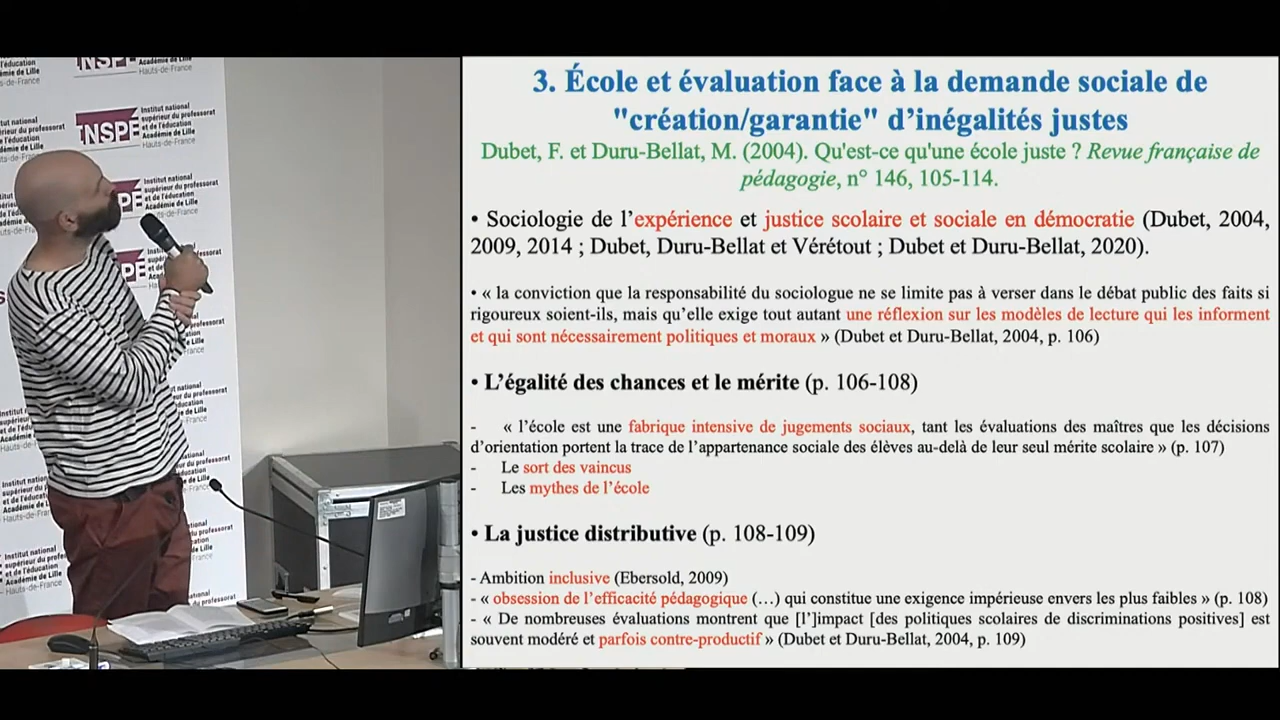 3. École et évaluation face à la demande sociale de
"création/garantie" d’inégalités justes
Dubet, F. et Duru-Bellat, M. (2004). Qu'est-ce qu'une école juste ? Revue française de
pédagogie, n° 146, 105-114.
• Sociologie de l’expérience et justice scolaire et sociale en démocratie (Dubet, 2004,
2009, 2014 ; Dubet, Duru-Bellat et Vérétout ; Dubet et Duru-Bellat, 2020).
• « la conviction que la responsabilité du sociologue ne se limite pas à verser dans le débat public des faits si
rigoureux soient-ils, mais qu’elle exige tout autant une réflexion sur les modèles de lecture qui les informent
et qui sont nécessairement politiques et moraux » (Dubet et Duru-Bellat, 2004, p. 106)
• L’égalité des chances et le mérite (p. 106-108)
- « l’école est une fabrique intensive de jugements sociaux, tant les évaluations des maîtres que les décisions
d’orientation portent la trace de l’appartenance sociale des élèves au-delà de leur seul mérite scolaire » (p. 107)
- Le sort des vaincus
- Les mythes de l’école
• La justice distributive (p. 108-109)
- Ambition inclusive (Ebersold, 2009)
- « obsession de l’efficacité pédagogique (…) qui constitue une exigence impérieuse envers les plus faibles » (p. 108)
- « De nombreuses évaluations montrent que [l’]impact [des politiques scolaires de discriminations positives] est
souvent modéré et parfois contre-productif » (Dubet et Duru-Bellat, 2004, p. 109)
INSPÉ
Institut national
supérieur du professorat
et de l'éducation
Académie de Lille
Hauts-de-France